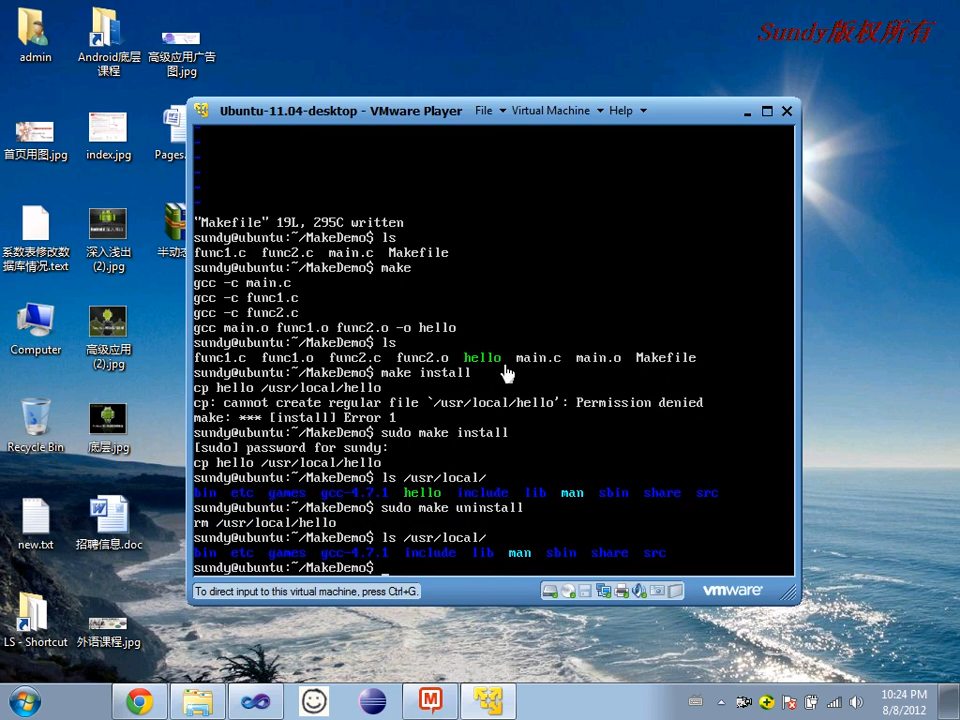 Sundy版权所有
admin
Android底层
课程
高级应用广告
图.jpg
首页用图.jpg
index.jpg
Pages.
系数表修改数
据库情况.text
深入浅出
(2).jpg
半动态
Computer
高级应用
(2).jpg
Recycle Bin
底层.jpg
new.txt
招聘信息.doc
LS - Shortcut
外语课程.jpg
Ubuntu-11.04-desktop - VMware Player File Virtual Machine Help
~
~
~
~
~
"Makefile" 19L, 295C written
sundy@ubuntu:~/MakeDemo$ ls
func1.c func2.c main.c Makefile
sundy@ubuntu:~/MakeDemo$ make
gcc -c main.c
gcc -c func1.c
gcc -c func2.c
gcc main.o func1.o func2.o -o hello
sundy@ubuntu:~/MakeDemo$ ls
func1.c func1.o func2.c func2.o hello main.c main.o Makefile
sundy@ubuntu:~/MakeDemo$ make install
cp hello /usr/local/hello
cp: cannot create regular file `/usr/local/hello': Permission denied
make: *** [install] Error 1
sundy@ubuntu:~/MakeDemo$ sudo make install
[sudo] password for sundy:
cp hello /usr/local/hello
sundy@ubuntu:~/MakeDemo$ ls /usr/local/
bin etc games gcc-4.7.1 hello include lib man sbin share src
sundy@ubuntu:~/MakeDemo$ sudo make uninstall
rm /usr/local/hello
sundy@ubuntu:~/MakeDemo$ ls /usr/local/
bin etc games gcc-4.7.1 include lib man sbin share src
sundy@ubuntu:~/MakeDemo$ _
To direct input to this virtual machine, press Ctrl+G.
vmware
10:24 PM
8/8/2012